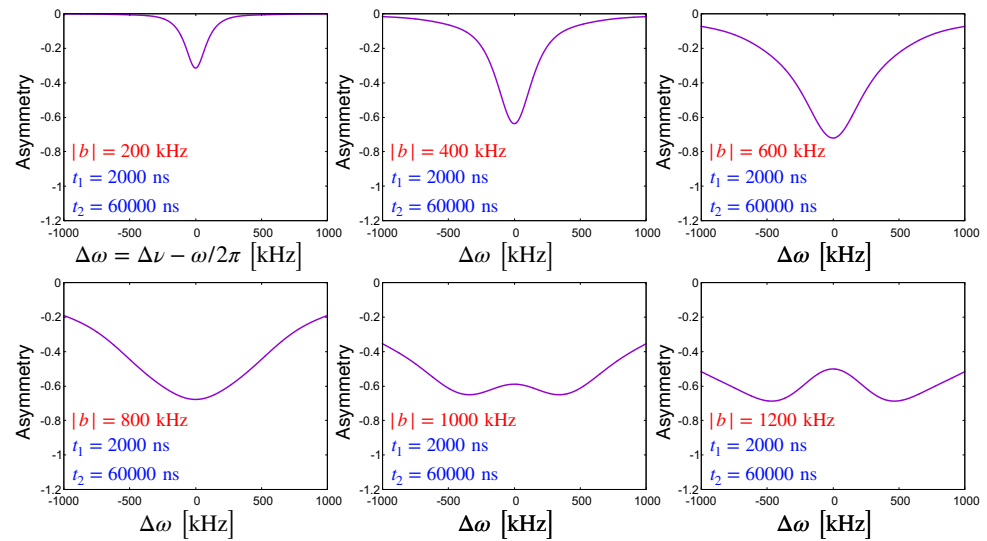 0
-0.2
-0.4
-0.6
-0.8
-1
-1.2
Asymmetry
|b| = 200 kHz
t₁ = 2000 ns
t₂ = 60000 ns
-1000 -500 0 500 1000
Δω = Δν − ω/2π [kHz]
0
-0.2
-0.4
-0.6
-0.8
-1
-1.2
Asymmetry
|b| = 400 kHz
t₁ = 2000 ns
t₂ = 60000 ns
-1000 -500 0 500 1000
Δω [kHz]
0
-0.2
-0.4
-0.6
-0.8
-1
-1.2
Asymmetry
|b| = 600 kHz
t₁ = 2000 ns
t₂ = 60000 ns
-1000 -500 0 500 1000
Δω [kHz]
0
-0.2
-0.4
-0.6
-0.8
-1
-1.2
Asymmetry
|b| = 800 kHz
t₁ = 2000 ns
t₂ = 60000 ns
-1000 -500 0 500 1000
Δω [kHz]
0
-0.2
-0.4
-0.6
-0.8
-1
-1.2
Asymmetry
|b| = 1000 kHz
t₁ = 2000 ns
t₂ = 60000 ns
-1000 -500 0 500 1000
Δω [kHz]
0
-0.2
-0.4
-0.6
-0.8
-1
-1.2
Asymmetry
|b| = 1200 kHz
t₁ = 2000 ns
t₂ = 60000 ns
-1000 -500 0 500 1000
Δω [kHz]